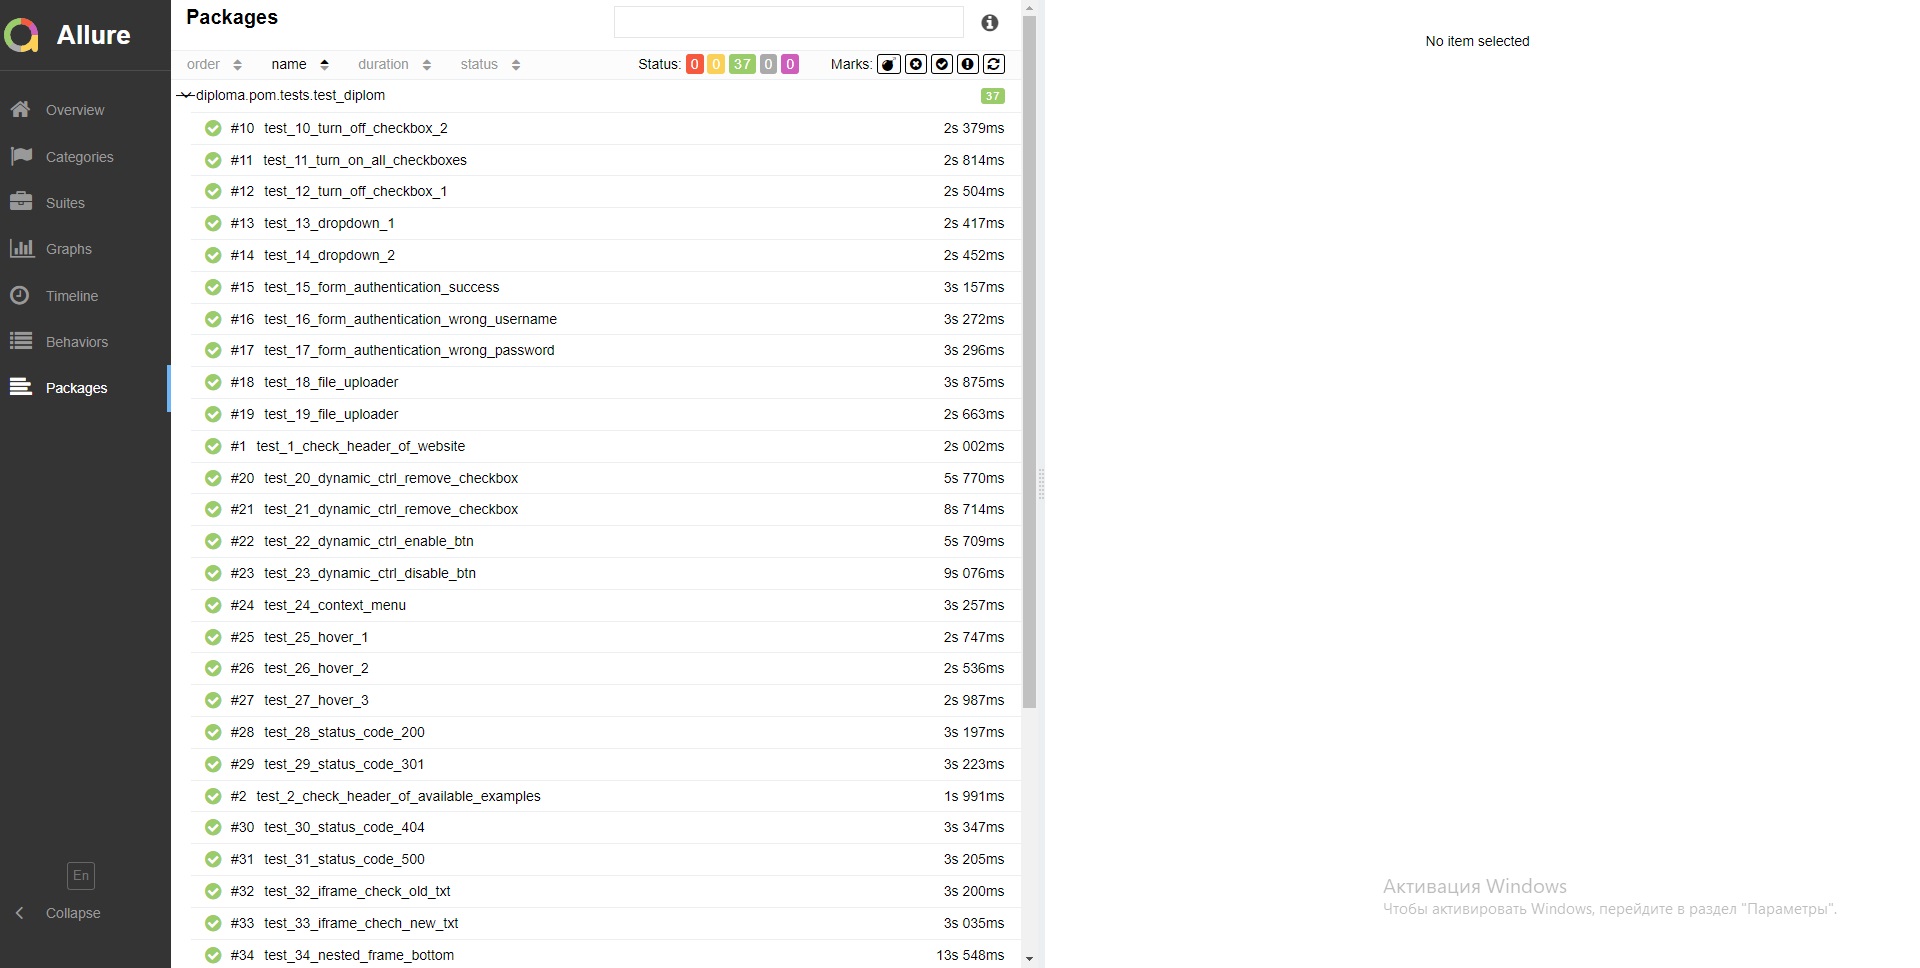 Allure
Overview
Categories
Suites
Graphs
Timeline
Behaviors
Packages
En
Collapse
Packages
order name duration status Status: 0 0 37 0 0 Marks:
diploma.pom.tests.test_diplom 37
#10 test_10_turn_off_checkbox_2 2s 379ms
#11 test_11_turn_on_all_checkboxes 2s 814ms
#12 test_12_turn_off_checkbox_1 2s 504ms
#13 test_13_dropdown_1 2s 417ms
#14 test_14_dropdown_2 2s 452ms
#15 test_15_form_authentication_success 3s 157ms
#16 test_16_form_authentication_wrong_username 3s 272ms
#17 test_17_form_authentication_wrong_password 3s 296ms
#18 test_18_file_uploader 3s 875ms
#19 test_19_file_uploader 2s 663ms
#1 test_1_check_header_of_website 2s 002ms
#20 test_20_dynamic_ctrl_remove_checkbox 5s 770ms
#21 test_21_dynamic_ctrl_remove_checkbox 8s 714ms
#22 test_22_dynamic_ctrl_enable_btn 5s 709ms
#23 test_23_dynamic_ctrl_disable_btn 9s 076ms
#24 test_24_context_menu 3s 257ms
#25 test_25_hover_1 2s 747ms
#26 test_26_hover_2 2s 536ms
#27 test_27_hover_3 2s 987ms
#28 test_28_status_code_200 3s 197ms
#29 test_29_status_code_301 3s 223ms
#2 test_2_check_header_of_available_examples 1s 991ms
#30 test_30_status_code_404 3s 347ms
#31 test_31_status_code_500 3s 205ms
#32 test_32_iframe_check_old_txt 3s 200ms
#33 test_33_iframe_chech_new_txt 3s 035ms
#34 test_34_nested_frame_bottom 13s 548ms
No item selected
Активация Windows
Чтобы активировать Windows, перейдите в раздел "Параметры".